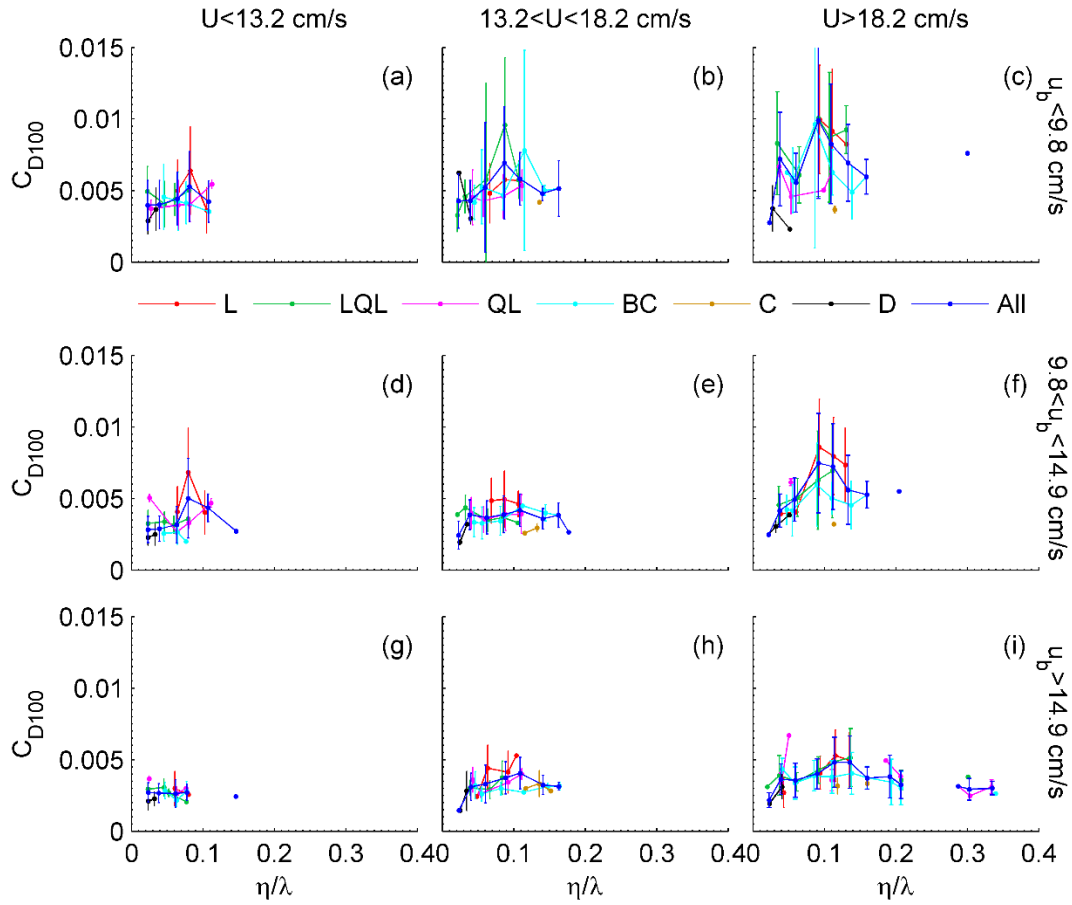 U<13.2 cm/s 13.2<U<18.2 cm/s U>18.2 cm/s
0.015
0.01
0.005
0
C_D100
(a) (b) (c)
u_b<9.8 cm/s
L LQL QL BC C D All
0.015
0.01
0.005
0
C_D100
(d) (e) (f)
9.8<u_b<14.9 cm/s
0.015
0.01
0.005
0
C_D100
(g) (h) (i)
u_b>14.9 cm/s
0 0.1 0.2 0.3 0.40 0.1 0.2 0.3 0.40 0.1 0.2 0.3 0.4
η/λ η/λ η/λ